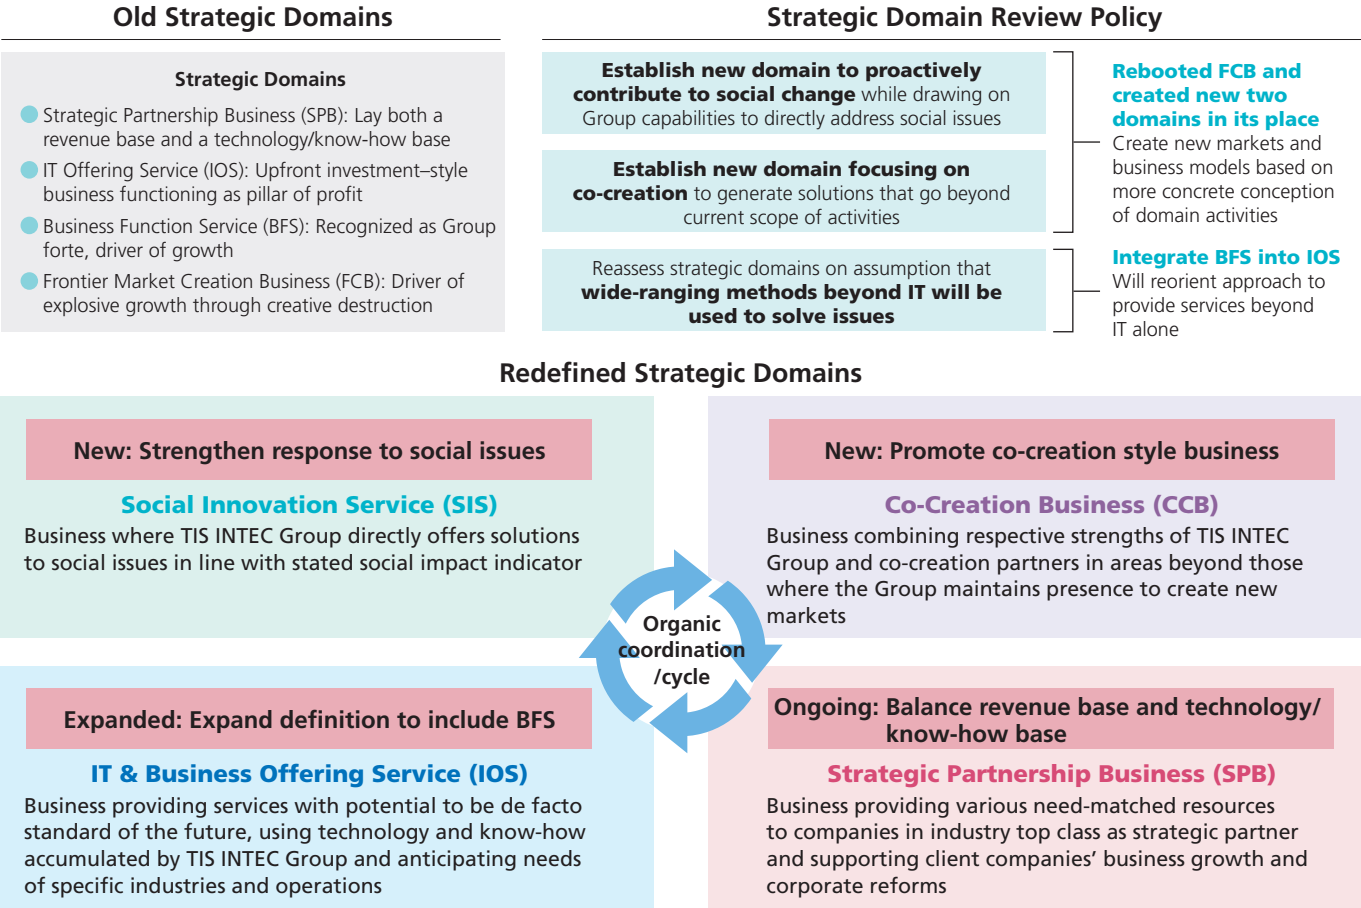 Old Strategic Domains
Strategic Domains
Strategic Partnership Business (SPB): Lay both a
revenue base and a technology/know-how base
IT Offering Service (IOS): Upfront investment–style
business functioning as pillar of profit
Business Function Service (BFS): Recognized as Group
forte, driver of growth
Frontier Market Creation Business (FCB): Driver of
explosive growth through creative destruction
Strategic Domain Review Policy
Establish new domain to proactively
contribute to social change while drawing on
Group capabilities to directly address social issues
Establish new domain focusing on
co-creation to generate solutions that go beyond
current scope of activities
Reassess strategic domains on assumption that
wide-ranging methods beyond IT will be
used to solve issues
Rebooted FCB and
created new two
domains in its place
Create new markets and
business models based on
more concrete conception
of domain activities
Integrate BFS into IOS
Will reorient approach to
provide services beyond
IT alone
Redefined Strategic Domains
New: Strengthen response to social issues
Social Innovation Service (SIS)
Business where TIS INTEC Group directly offers solutions
to social issues in line with stated social impact indicator
New: Promote co-creation style business
Co-Creation Business (CCB)
Business combining respective strengths of TIS INTEC
Group and co-creation partners in areas beyond those
where the Group maintains presence to create new
markets
Organic
coordination
/cycle
Expanded: Expand definition to include BFS
IT & Business Offering Service (IOS)
Business providing services with potential to be de facto
standard of the future, using technology and know-how
accumulated by TIS INTEC Group and anticipating needs
of specific industries and operations
Ongoing: Balance revenue base and technology/
know-how base
Strategic Partnership Business (SPB)
Business providing various need-matched resources
to companies in industry top class as strategic partner
and supporting client companies’ business growth and
corporate reforms